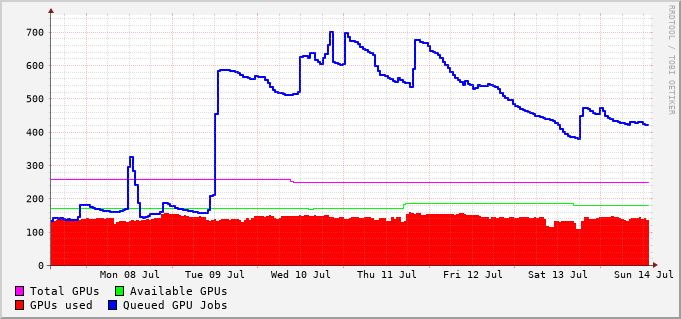 700
600
500
400
300
200
100
0
Mon 08 Jul Tue 09 Jul Wed 10 Jul Thu 11 Jul Fri 12 Jul Sat 13 Jul Sun 14 Jul
Total GPUs Available GPUs
GPUs used Queued GPU Jobs
RRDTOOL / TOBI OETIKER